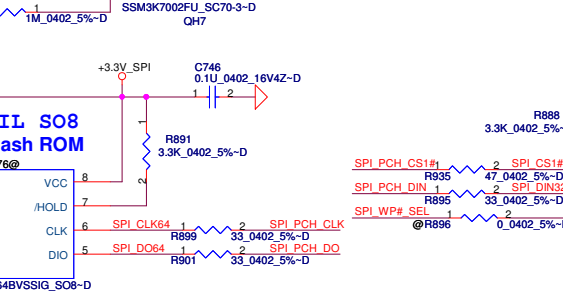 SSM3K7002FU_SC70-3~D
1M_0402_5%~D
QH7
+3.3V_SPI
C746
0.1U_0402_16V4Z~D
1 2
IL SO8
ash ROM
76@
1
R891
3.3K_0402_5%~D
2
R888
3.3K_0402_5%~
VCC 8
/HOLD 7
CLK 6
DIO 5
SPI_CLK64 1 2 SPI_PCH_CLK
R899 33_0402_5%~D
SPI_DO64 1 2 SPI_PCH_DO
R901 33_0402_5%~D
SPI_PCH_CS1# 1 2 SPI_CS1#
R935 47_0402_5%~D
SPI_PCH_DIN 1 2 SPI_DIN32
R895 33_0402_5%~D
SPI_WP#_SEL 1 2
@R896 0_0402_5%~D
64BVSSIG_SO8~D